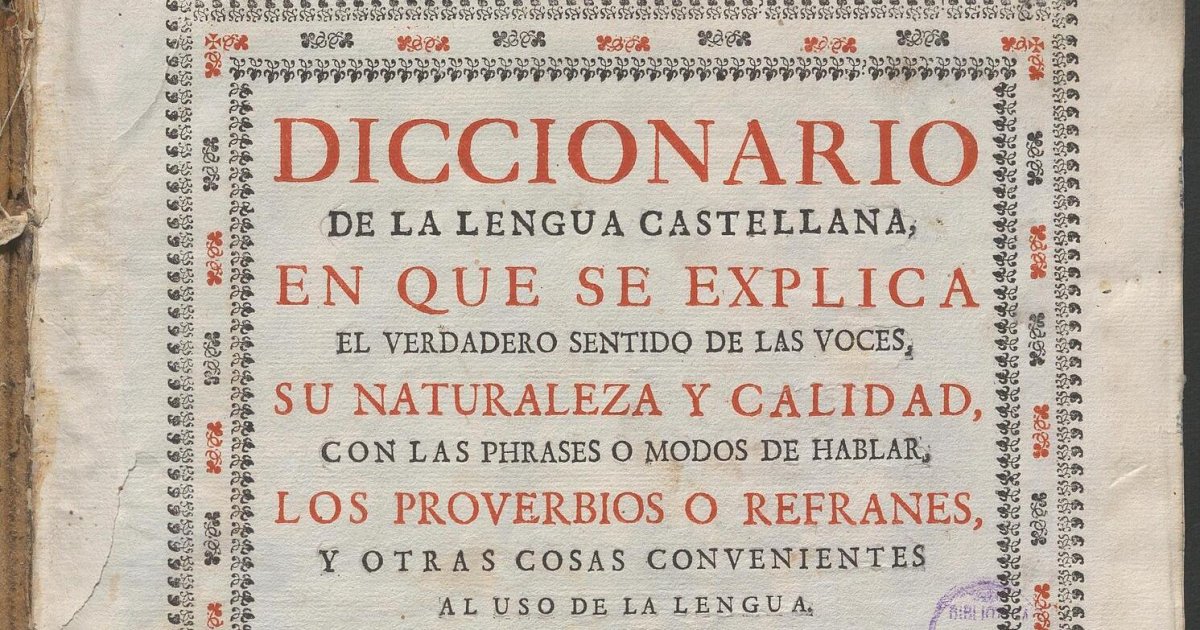 DICCIONARIO
DE LA LENGUA CASTELLANA,
EN QUE SE EXPLICA
EL VERDADERO SENTIDO DE LAS VOCES,
SU NATURALEZA Y CALIDAD,
CON LAS PHRASES O MODOS DE HABLAR,
LOS PROVERBIOS O REFRANES,
Y OTRAS COSAS CONVENIENTES
AL USO DE LA LENGUA.